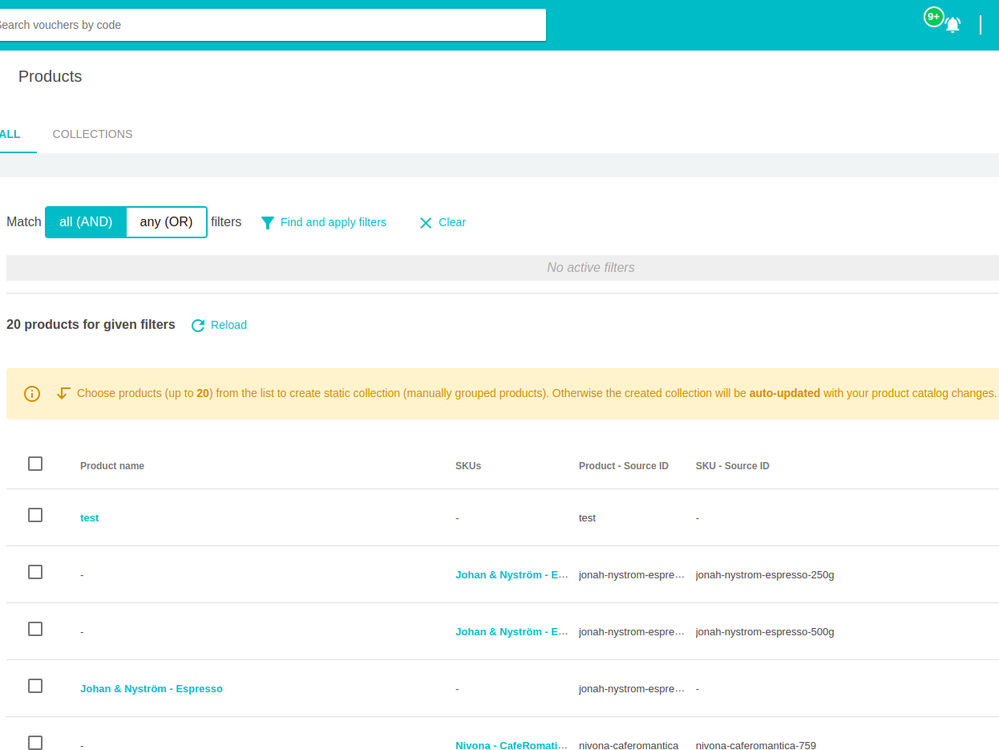 Search vouchers by code
9+
Products
ALL COLLECTIONS
Match all (AND) any (OR) filters Find and apply filters Clear
No active filters
20 products for given filters Reload
Choose products (up to 20) from the list to create static collection (manually grouped products). Otherwise the created collection will be auto-updated with your product catalog changes.
Product name SKUs Product - Source ID SKU - Source ID
test - test -
- Johan & Nyström - E... jonah-nystrom-espre... jonah-nystrom-espresso-250g
- Johan & Nyström - E... jonah-nystrom-espre... jonah-nystrom-espresso-500g
Johan & Nyström - Espresso - jonah-nystrom-espre... -
- Nivona - CafeRomati... nivona-caferomantica nivona-caferomantica-759